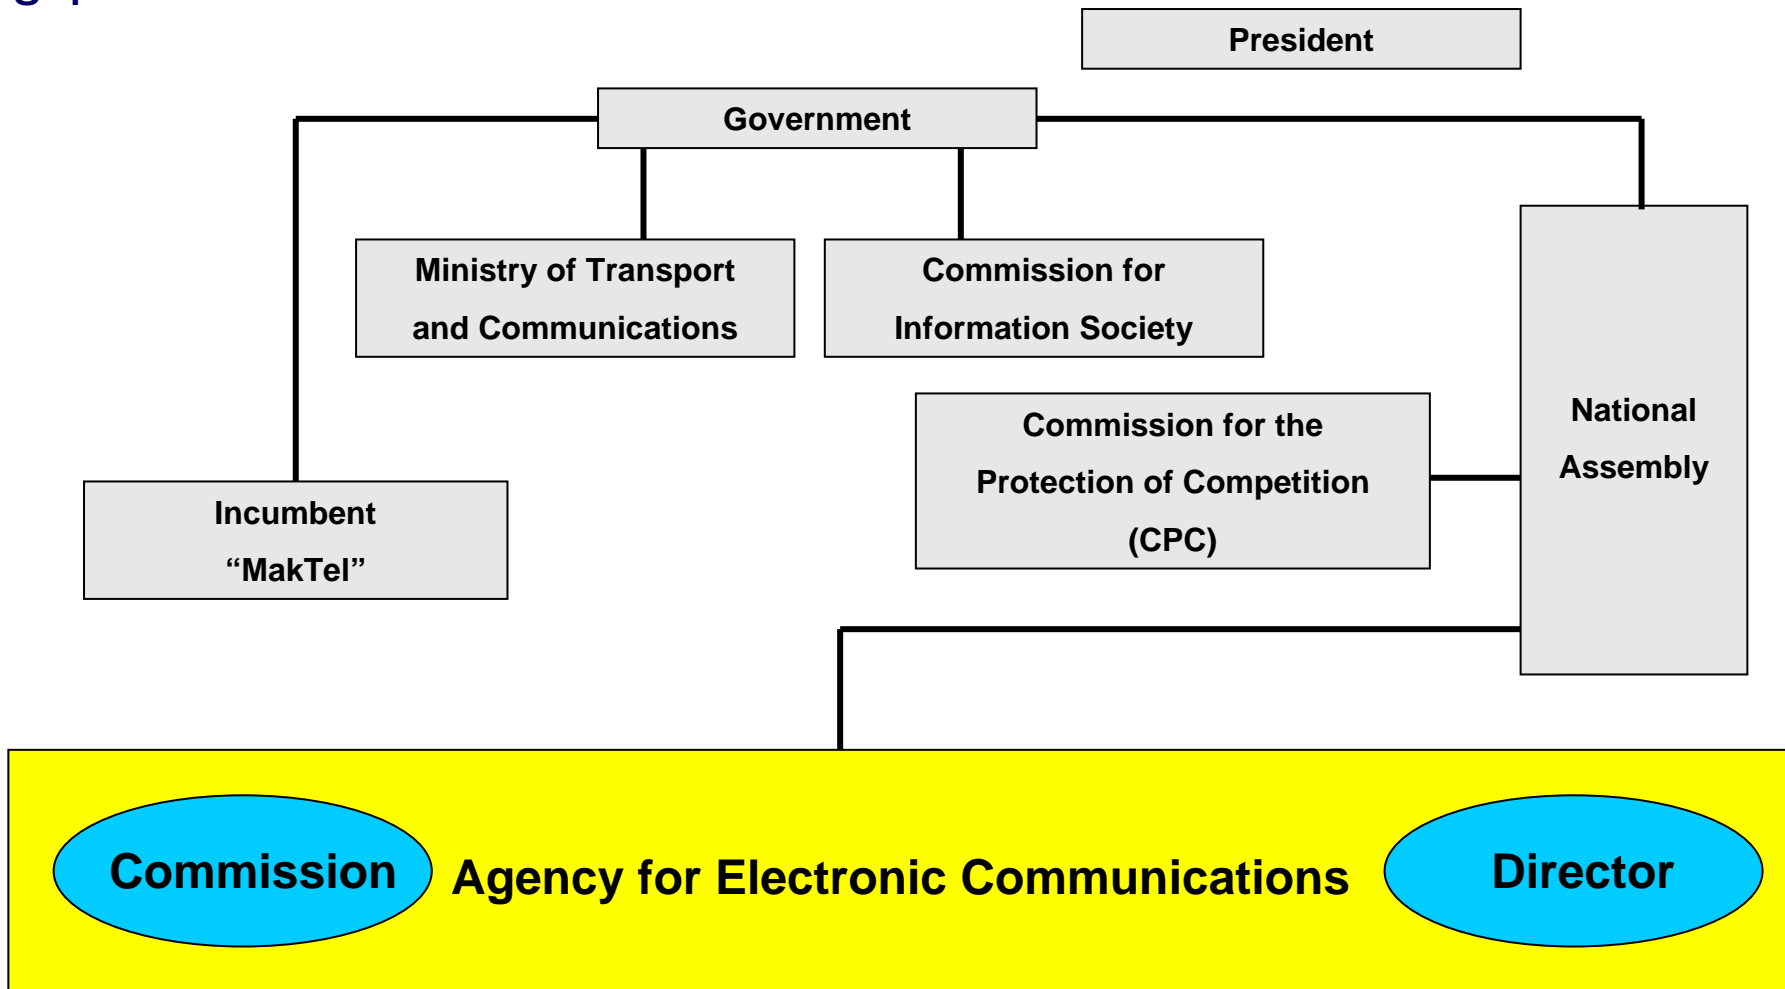 President
Government
Ministry of Transport
and Communications
Commission for
Information Society
National
Assembly
Commission for the
Protection of Competition
(CPC)
Incumbent
“MakTel”
Commission
Agency for Electronic Communications
Director